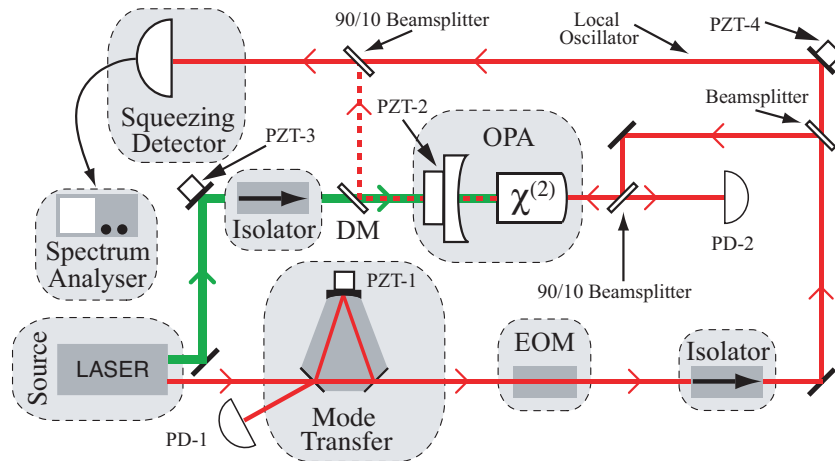 90/10 Beamsplitter
Local
Oscillator
PZT-4
Squeezing
Detector
PZT-2
OPA
Beamsplitter
PZT-3
Isolator
DM
χ(2)
PD-2
Spectrum
Analyser
PZT-1
90/10 Beamsplitter
Source
LASER
EOM
Isolator
PD-1
Mode
Transfer